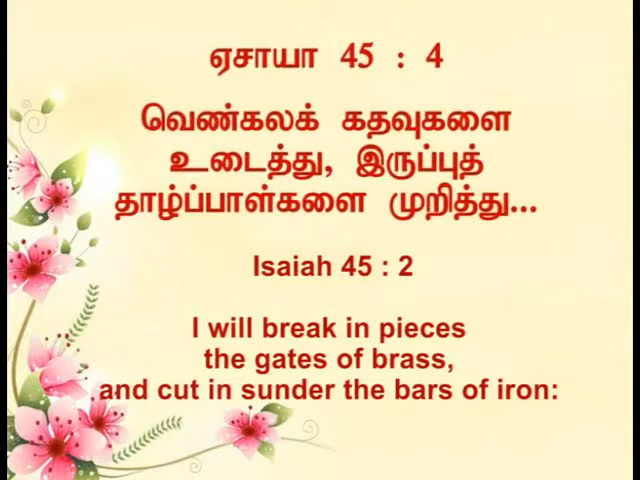 ஏசாயா 45 : 4
வெண்கலக் கதவுகளை
உடைத்து, இருப்புத்
தாழ்ப்பாள்களை முறித்து...
Isaiah 45 : 2
I will break in pieces
the gates of brass,
and cut in sunder the bars of iron: